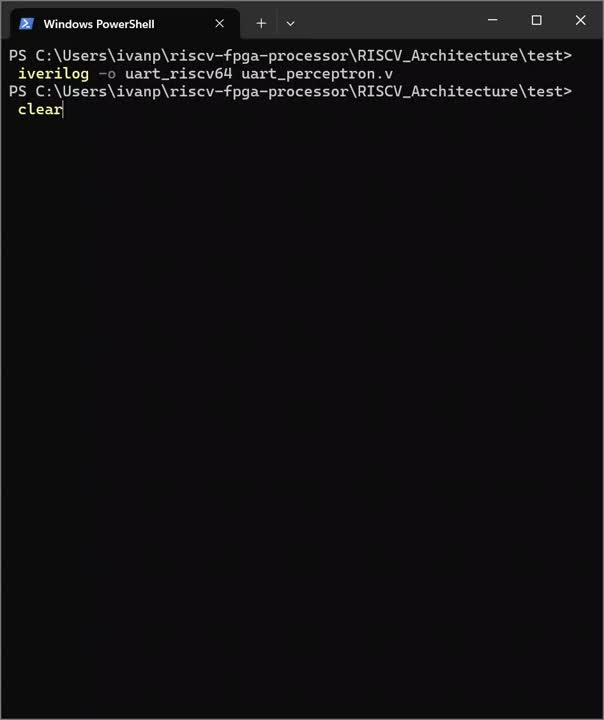 Windows PowerShell
PS C:\Users\ivanp\riscv-fpga-processor\RISCV_Architecture\test>
iverilog -o uart_riscv64 uart_perceptron.v
PS C:\Users\ivanp\riscv-fpga-processor\RISCV_Architecture\test>
clear